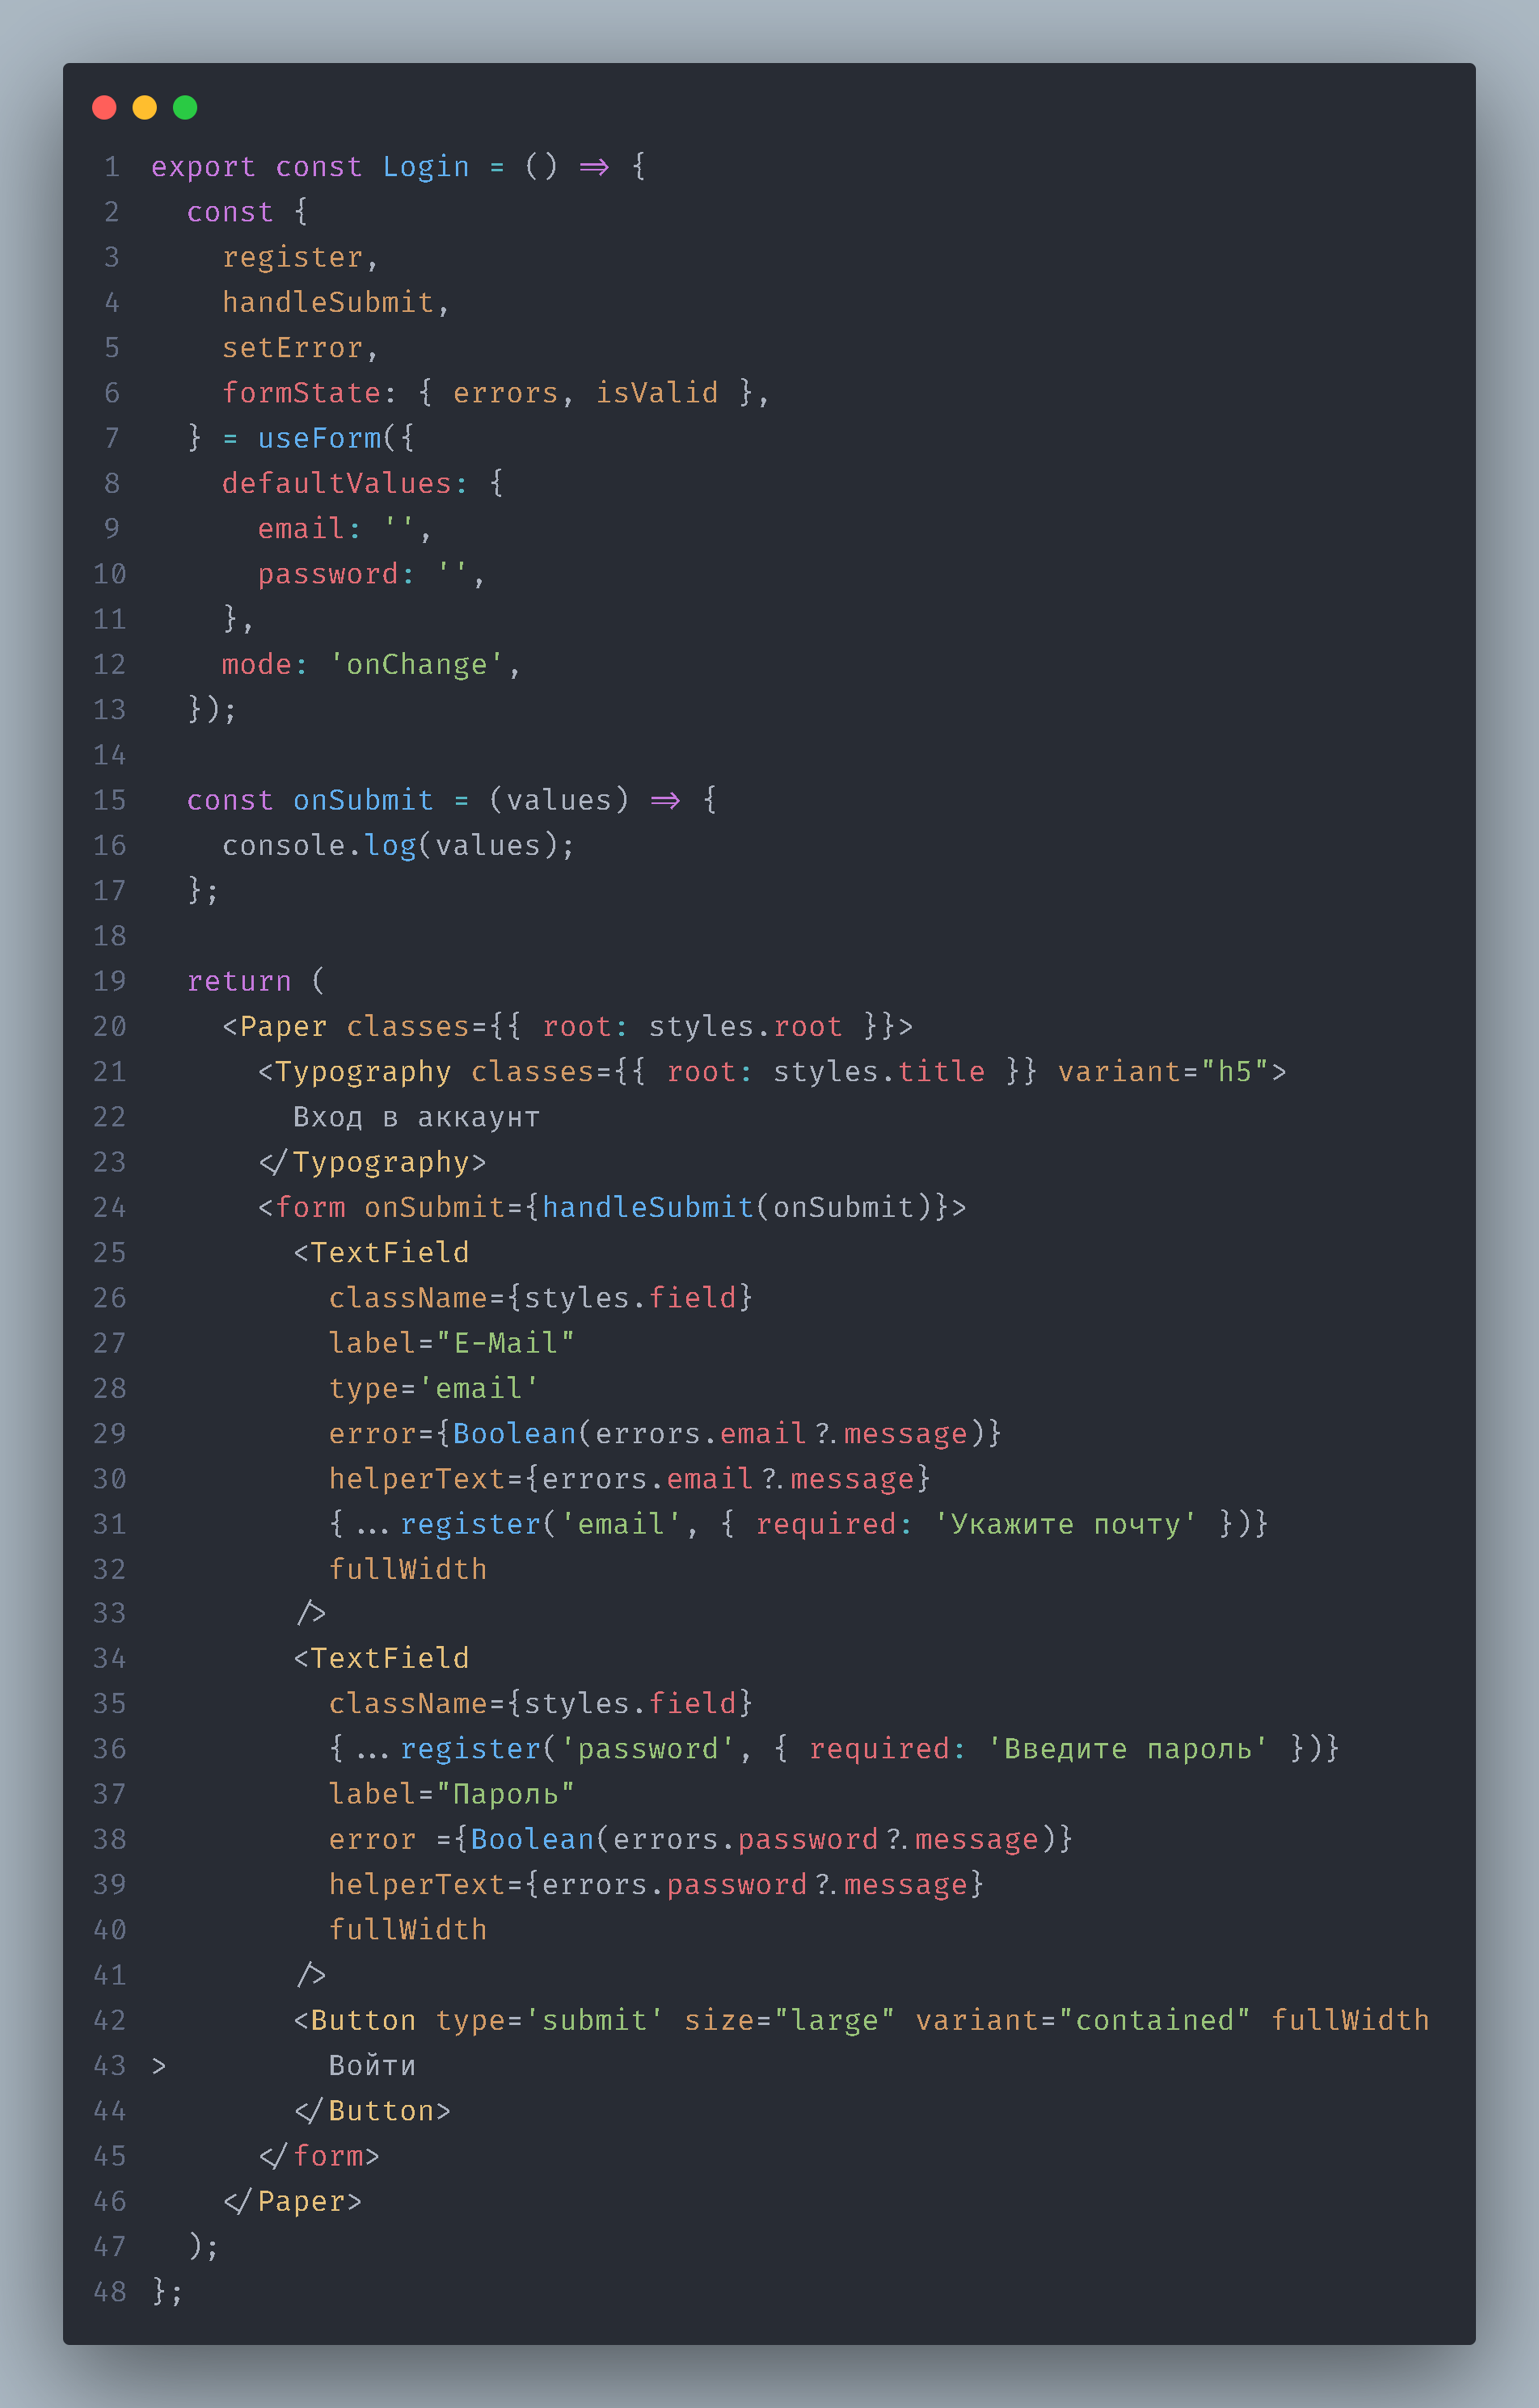 1 export const Login = () => {
2   const {
3     register,
4     handleSubmit,
5     setError,
6     formState: { errors, isValid },
7   } = useForm({
8     defaultValues: {
9       email: '',
10       password: '',
11     },
12     mode: 'onChange',
13   });
14
15   const onSubmit = (values) => {
16     console.log(values);
17   };
18
19   return (
20     <Paper classes={{ root: styles.root }}>
21       <Typography classes={{ root: styles.title }} variant="h5">
22         Вход в аккаунт
23       </Typography>
24       <form onSubmit={handleSubmit(onSubmit)}>
25         <TextField
26           className={styles.field}
27           label="E-Mail"
28           type='email'
29           error={Boolean(errors.email?.message)}
30           helperText={errors.email?.message}
31           {...register('email', { required: 'Укажите почту' })}
32           fullWidth
33         />
34         <TextField
35           className={styles.field}
36           {...register('password', { required: 'Введите пароль' })}
37           label="Пароль"
38           error ={Boolean(errors.password?.message)}
39           helperText={errors.password?.message}
40           fullWidth
41         />
42         <Button type='submit' size="large" variant="contained" fullWidth
43 >         Войти
44         </Button>
45       </form>
46     </Paper>
47   );
48 };